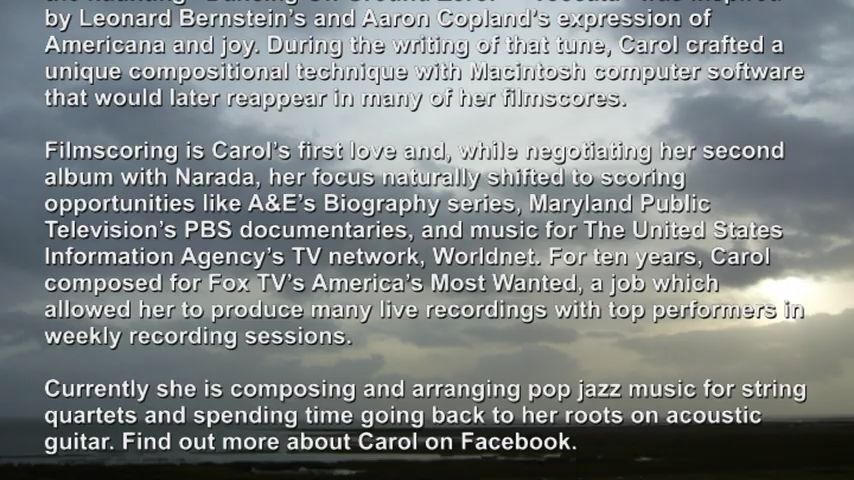 by Leonard Bernstein's and Aaron Copland's expression of
Americana and joy. During the writing of that tune, Carol crafted a
unique compositional technique with Macintosh computer software
that would later reappear in many of her filmscores.
Filmscoring is Carol's first love and, while negotiating her second
album with Narada, her focus naturally shifted to scoring
opportunities like A&E's Biography series, Maryland Public
Television's PBS documentaries, and music for The United States
Information Agency's TV network, Worldnet. For ten years, Carol
composed for Fox TV's America's Most Wanted, a job which
allowed her to produce many live recordings with top performers in
weekly recording sessions.
Currently she is composing and arranging pop jazz music for string
quartets and spending time going back to her roots on acoustic
guitar. Find out more about Carol on Facebook.